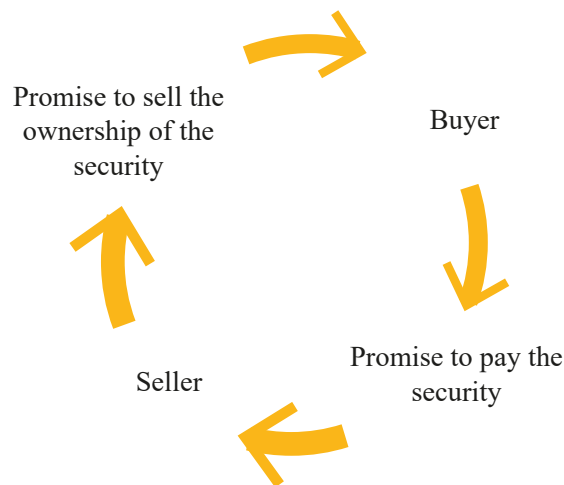 Promise to sell the
ownership of the
security
Buyer
Promise to pay the
security
Seller